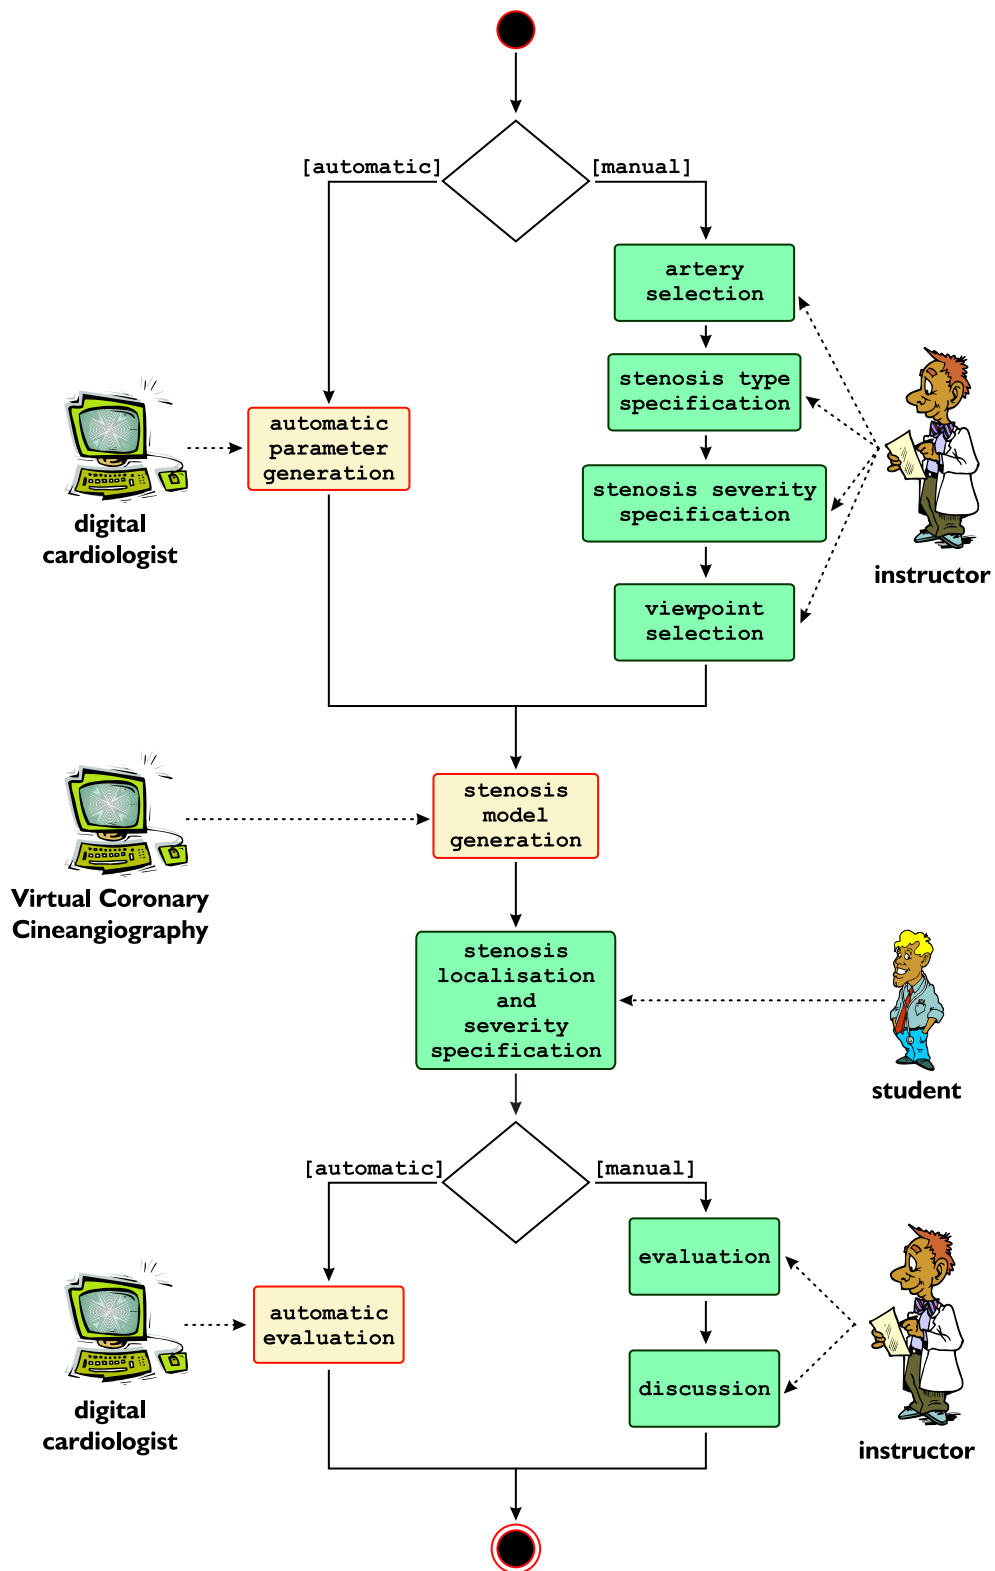 [automatic]
[manual]
artery
selection
stenosis type
specification
automatic
parameter
generation
digital
cardiologist
stenosis severity
specification
instructor
viewpoint
selection
stenosis
model
generation
Virtual Coronary
Cineangiography
stenosis
localisation
and
severity
specification
student
[automatic]
[manual]
evaluation
automatic
evaluation
discussion
digital
cardiologist
instructor